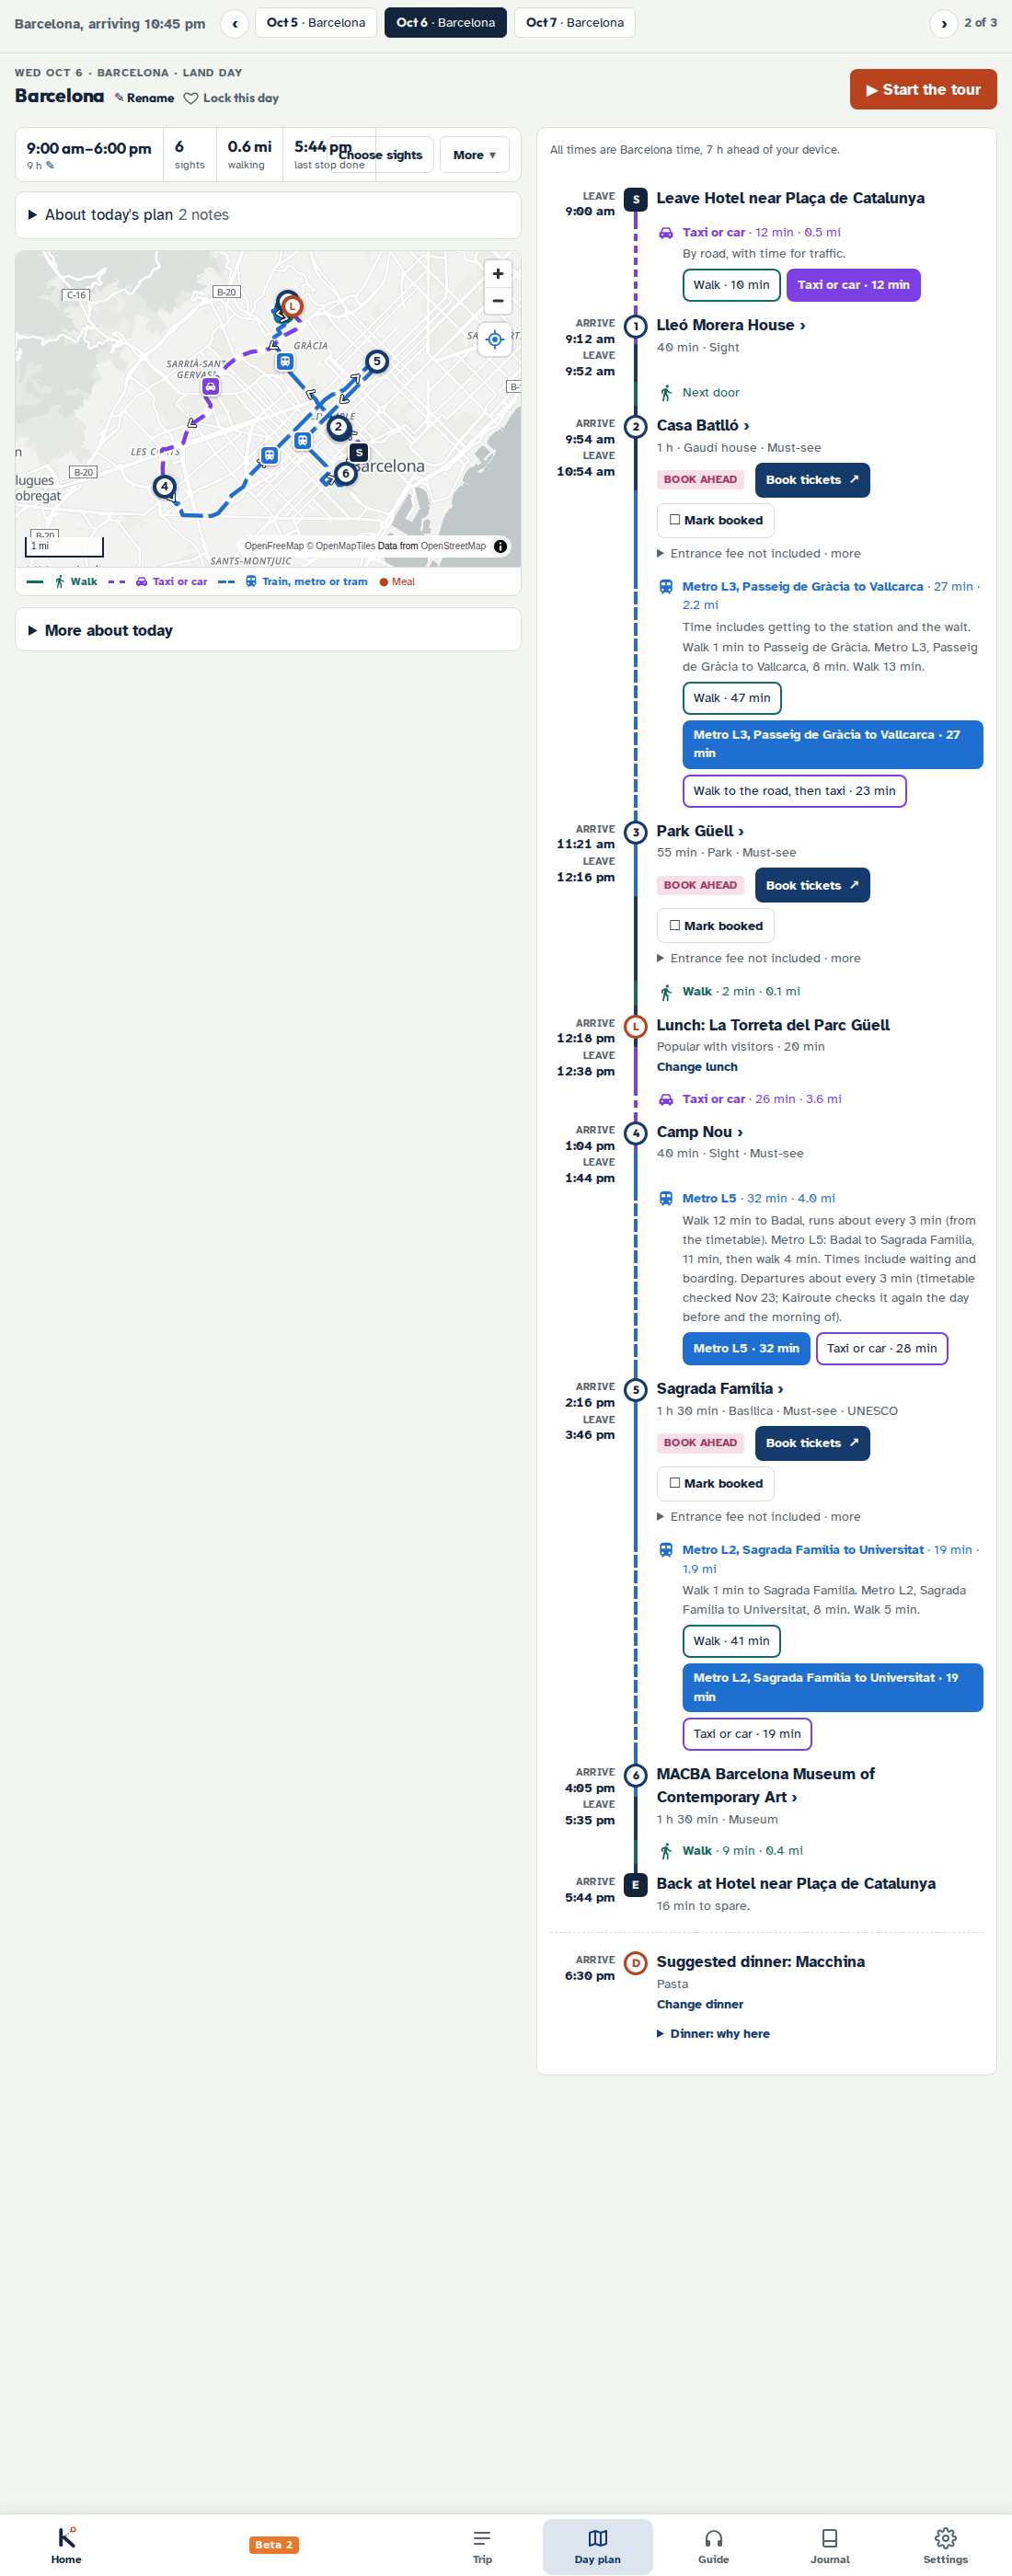 Barcelona, arriving 10:45 pm
‹
Oct 5 · Barcelona
Oct 6 · Barcelona
Oct 7 · Barcelona
›
2 of 3
WED OCT 6 · BARCELONA · LAND DAY
Barcelona ✎ Rename Lock this day
▶ Start the tour
9:00 am–6:00 pm
9 h ✎
6
sights
0.6 mi
walking
5:44 pm
last stop done
Choose sights
More ▾
▶ About today's plan 2 notes
C-16
B-20
+
−
L
GRÀCIA
SARRIÀ-SANT
GERVASI
5
2
S
LES CORTS
6
Barcelona
4
n
B-20
lugues
obregat
B-20
1 mi
OpenFreeMap © OpenMapTiles Data from OpenStreetMap
SANTS-MONTJUÏC
Walk
Taxi or car
Train, metro or tram
Meal
▶ More about today
All times are Barcelona time, 7 h ahead of your device.
LEAVE
9:00 am
S
Leave Hotel near Plaça de Catalunya
Taxi or car · 12 min · 0.5 mi
By road, with time for traffic.
Walk · 10 min
Taxi or car · 12 min
ARRIVE
9:12 am
LEAVE
9:52 am
1
Lleó Morera House ›
40 min · Sight
Next door
ARRIVE
9:54 am
LEAVE
10:54 am
2
Casa Batlló ›
1 h · Gaudí house · Must-see
BOOK AHEAD
Book tickets ↗
☐ Mark booked
▶ Entrance fee not included · more
Metro L3, Passeig de Gràcia to Vallcarca · 27 min ·
2.2 mi
Time includes getting to the station and the wait.
Walk 1 min to Passeig de Gràcia. Metro L3, Passeig
de Gràcia to Vallcarca, 8 min. Walk 13 min.
Walk · 47 min
Metro L3, Passeig de Gràcia to Vallcarca · 27
min
Walk to the road, then taxi · 23 min
ARRIVE
11:21 am
LEAVE
12:16 pm
3
Park Güell ›
55 min · Park · Must-see
BOOK AHEAD
Book tickets ↗
☐ Mark booked
▶ Entrance fee not included · more
Walk · 2 min · 0.1 mi
ARRIVE
12:18 pm
LEAVE
12:38 pm
L
Lunch: La Torreta del Parc Güell
Popular with visitors · 20 min
Change lunch
Taxi or car · 26 min · 3.6 mi
ARRIVE
1:04 pm
LEAVE
1:44 pm
4
Camp Nou ›
40 min · Sight · Must-see
Metro L5 · 32 min · 4.0 mi
Walk 12 min to Badal, runs about every 3 min (from
the timetable). Metro L5: Badal to Sagrada Família,
11 min, then walk 4 min. Times include waiting and
boarding. Departures about every 3 min (timetable
checked Nov 23; Kairoute checks it again the day
before and the morning of).
Metro L5 · 32 min
Taxi or car · 28 min
ARRIVE
2:16 pm
LEAVE
3:46 pm
5
Sagrada Família ›
1 h 30 min · Basilica · Must-see · UNESCO
BOOK AHEAD
Book tickets ↗
☐ Mark booked
▶ Entrance fee not included · more
Metro L2, Sagrada Família to Universitat · 19 min ·
1.9 mi
Walk 1 min to Sagrada Família. Metro L2, Sagrada
Família to Universitat, 8 min. Walk 5 min.
Walk · 41 min
Metro L2, Sagrada Família to Universitat · 19
min
Taxi or car · 19 min
ARRIVE
4:05 pm
LEAVE
5:35 pm
6
MACBA Barcelona Museum of
Contemporary Art ›
1 h 30 min · Museum
Walk · 9 min · 0.4 mi
ARRIVE
5:44 pm
E
Back at Hotel near Plaça de Catalunya
16 min to spare.
ARRIVE
6:30 pm
D
Suggested dinner: Macchina
Pasta
Change dinner
▶ Dinner: why here
Home
Beta 2
Trip
Day plan
Guide
Journal
Settings